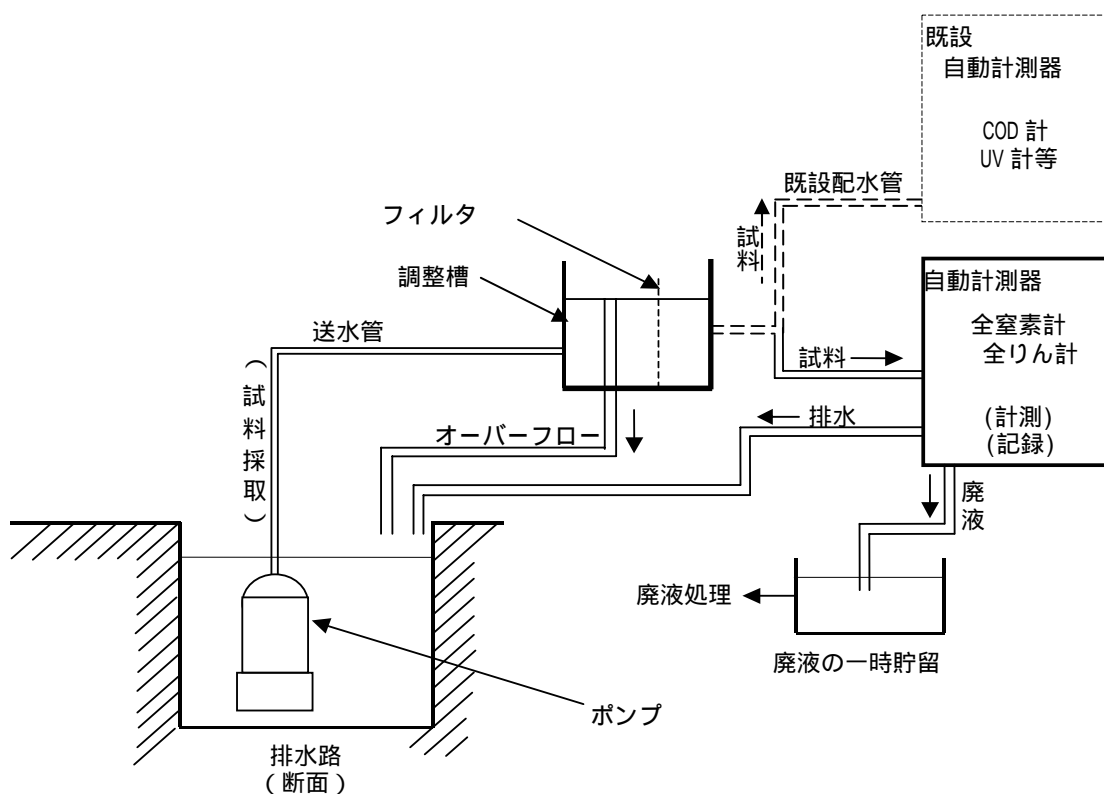 既設
自動計測器
COD 計
UV 計等
既設配水管
試料
フィルタ
調整槽
送水管
(試料採取)
自動計測器
全窒素計
全りん計
(計測)
(記録)
試料
排水
オーバーフロー
廃液
廃液処理
廃液の一時貯留
ポンプ
排水路
(断面)